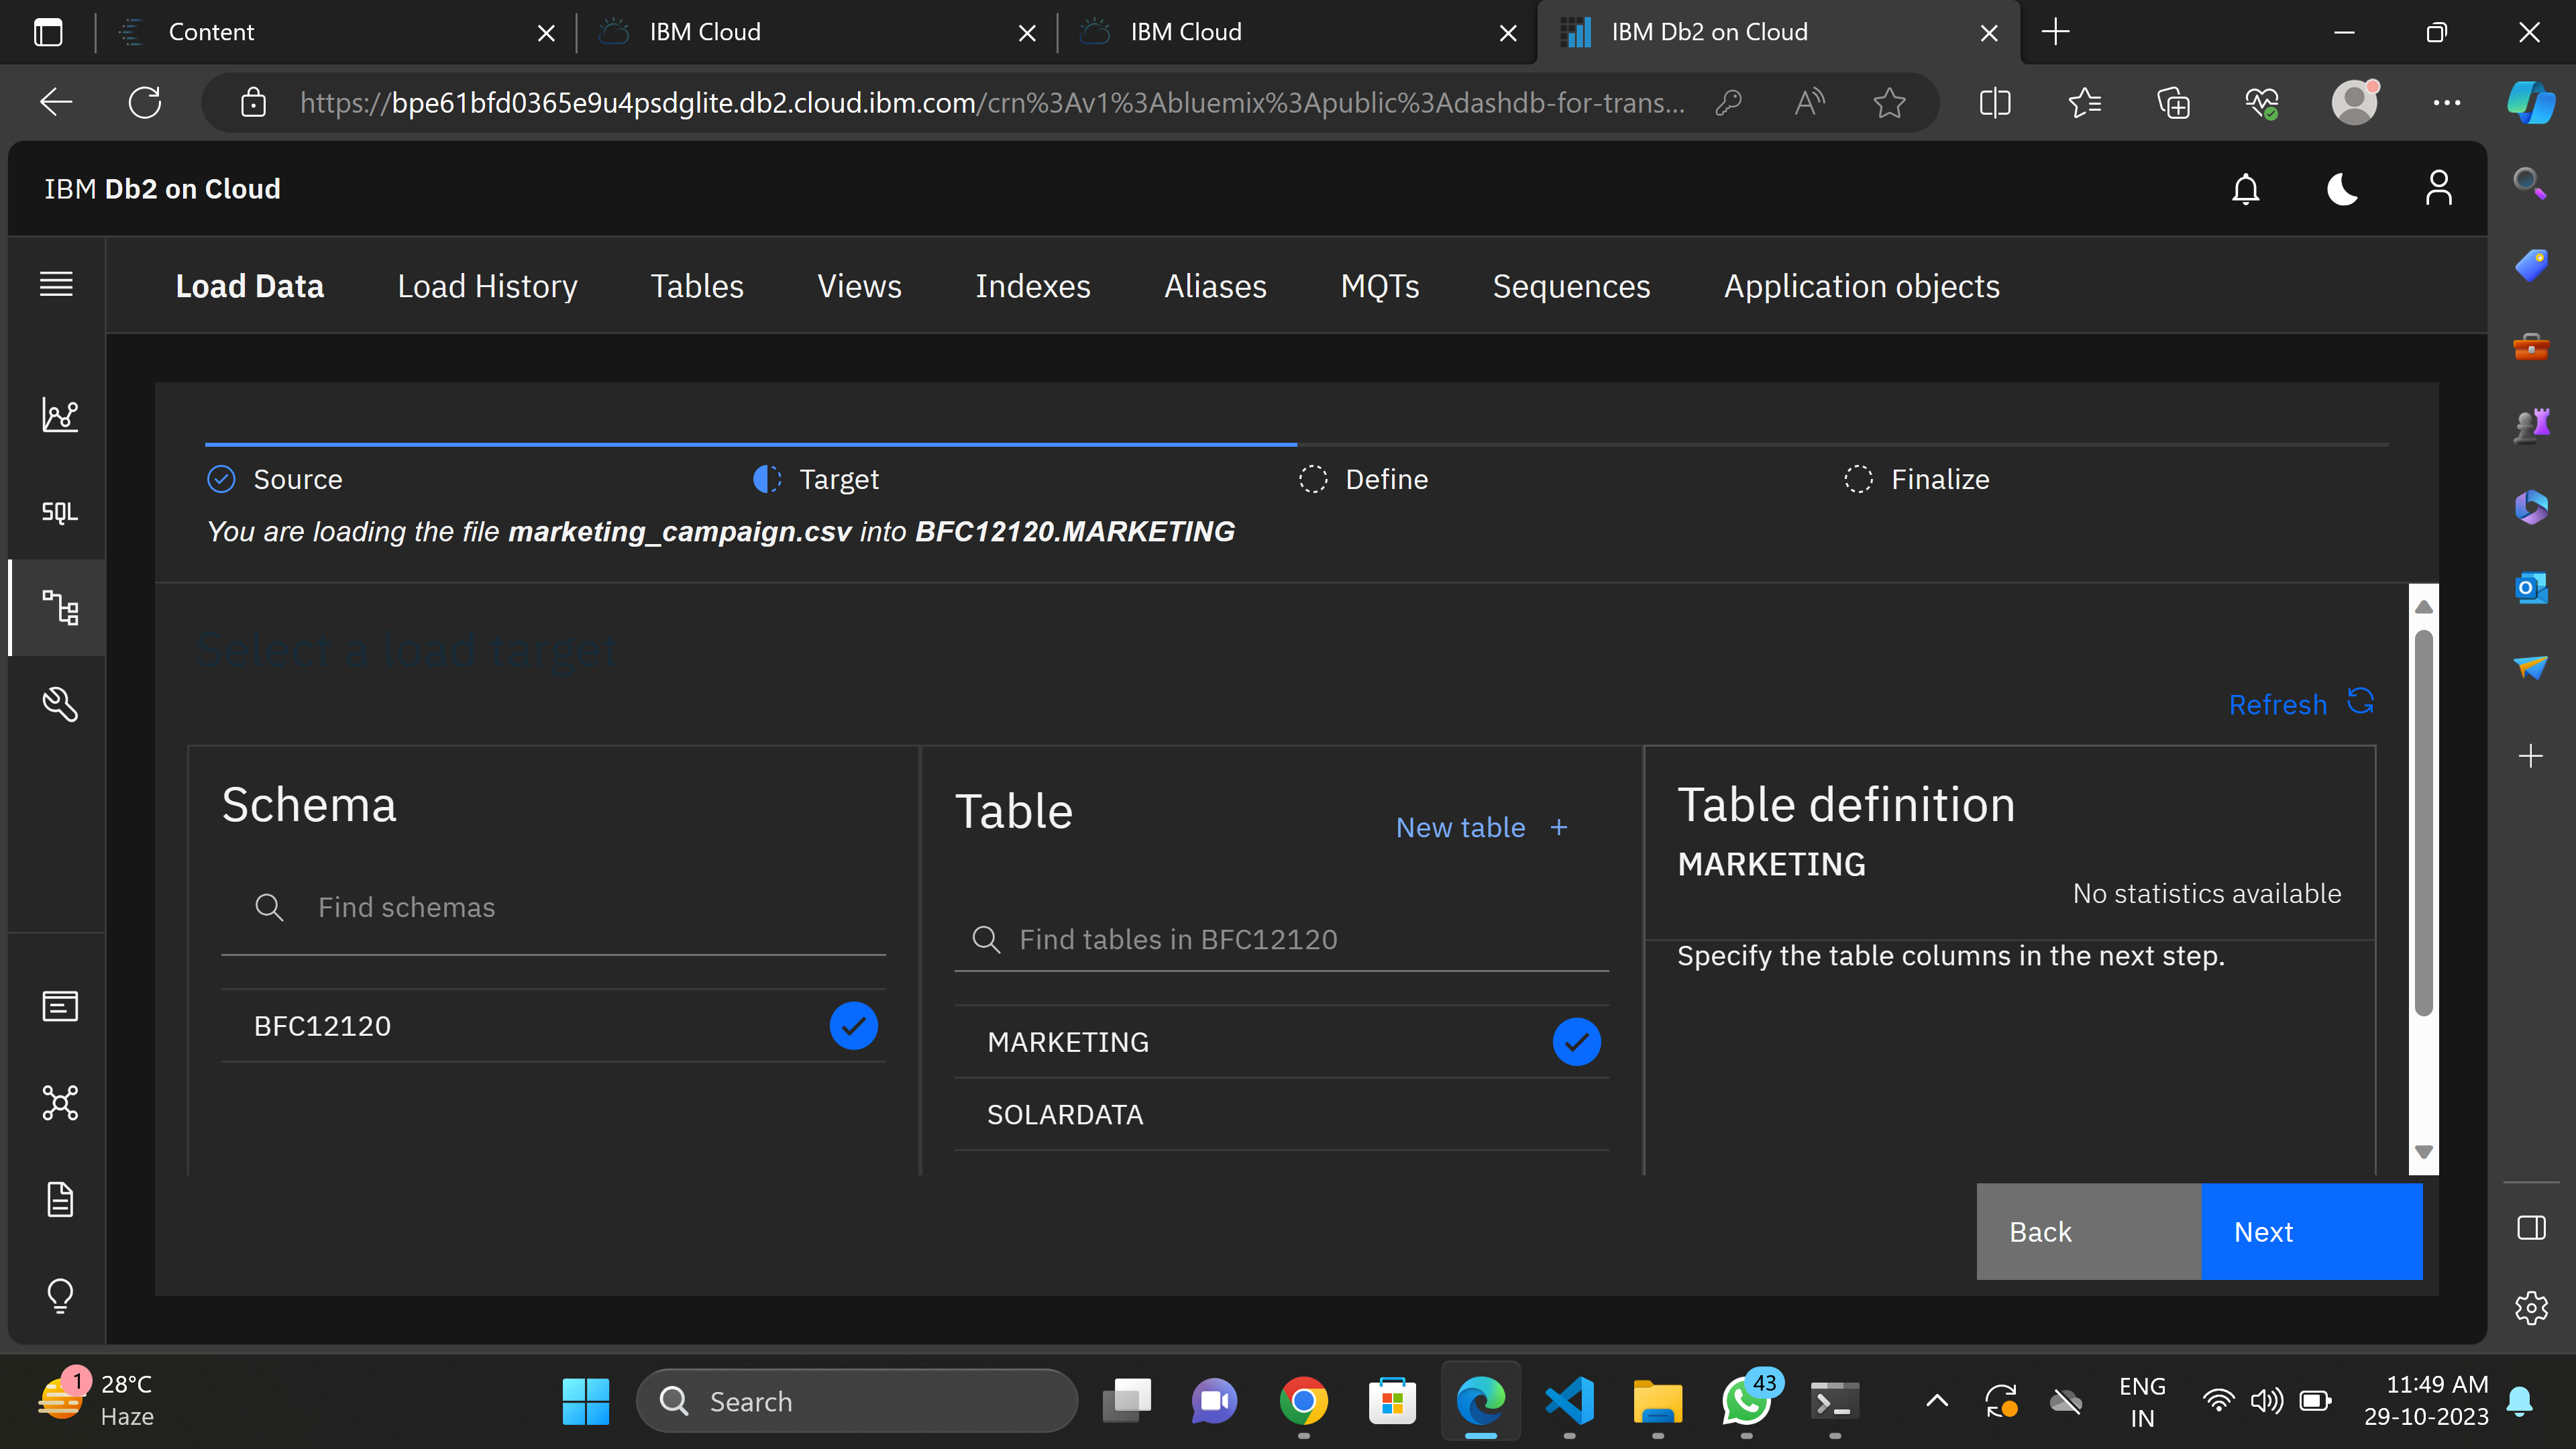 Content
IBM Cloud
IBM Cloud
IBM Db2 on Cloud
https://bpe61bfd0365e9u4psdglite.db2.cloud.ibm.com/crn%3Av1%3Abluemix%3Apublic%3Adashdb-for-trans...
IBM Db2 on Cloud
Load Data
Load History
Tables
Views
Indexes
Aliases
MQTs
Sequences
Application objects
SQL
Source
Target
Define
Finalize
You are loading the file marketing_campaign.csv into BFC12120.MARKETING
Select a load target
Refresh
Schema
Find schemas
BFC12120
Table
New table +
Find tables in BFC12120
MARKETING
SOLARDATA
Table definition
MARKETING
No statistics available
Specify the table columns in the next step.
Back
Next
1
28°C
Haze
Search
43
ENG
IN
11:49 AM
29-10-2023